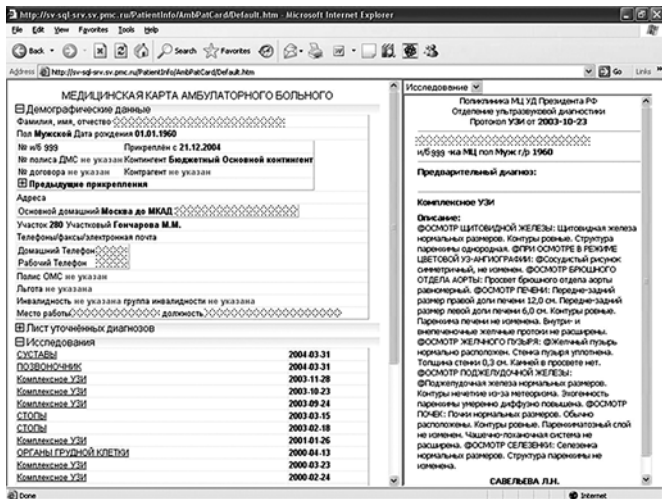 http://sv-sql-srv.sv.pmc.ru/PatientInfo/AmbPatCard/Default.htm - Microsoft Internet Explorer
File Edit View Favorites Tools Help
Back Search Favorites
Address http://sv-sql-srv.sv.pmc.ru/PatientInfo/AmbPatCard/Default.htm Go Links
МЕДИЦИНСКАЯ КАРТА АМБУЛАТОРНОГО БОЛЬНОГО
Демографические данные
Фамилия, имя, отчество
Пол Мужской Дата рождения 01.01.1960
№ и/б 999 Прикреплён с 21.12.2004
№ полиса ДМС не указан Контингент Бюджетный Основной контингент
№ договора не указан Контрагент не указан
Предыдущие прикрепления
Адреса
Основной домашний Москва до МКАД
Участок 280 Участковый Гончарова М.М.
Телефоны/факсы/электронная почта
Домашний Телефон
Рабочий Телефон
Полис ОМС не указан
Льгота не указана
Инвалидность не указана группа инвалидности не указана
Место работы должность
Лист уточнённых диагнозов
Исследования
СУСТАВЫ 2004-03-31
ПОЗВОНОЧНИК 2004-03-31
Комплексное УЗИ 2003-11-28
Комплексное УЗИ 2003-10-23
Комплексное УЗИ 2003-09-24
СТОПЫ 2003-03-15
СТОПЫ 2003-02-18
Комплексное УЗИ 2001-01-26
ОРГАНЫ ГРУДНОЙ КЛЕТКИ 2000-04-13
Комплексное УЗИ 2000-03-23
Комплексное УЗИ 2000-02-24
Исследование
Поликлиника МЦ УД Президента РФ
Отделение ультразвуковой диагностики
Протокол УЗИ от 2003-10-23
и/б 999 -ка МЦ пол Муж г/р 1960
Предварительный диагноз:
Комплексное УЗИ
Описание:
@ОСМОТР ЩИТОВИДНОЙ ЖЕЛЕЗЫ: Щитовидная железа
нормальных размеров. Контуры ровные. Структура
паренхимы однородная. @ПРИ ОСМОТРЕ В РЕЖИМЕ
ЦВЕТОВОЙ УЗ-АНГИОГРАФИИ: @Сосудистый рисунок
симметричный, не изменен. @ОСМОТР БРЮШНОГО
ОТДЕЛА АОРТЫ: Просвет брюшного отдела аорты
равномерный. @ОСМОТР ПЕЧЕНИ: Передне-задний
размер правой доли печени 12,0 см. Передне-задний
размер левой доли печени 6,0 см. Контуры ровные.
Паренхима печени не изменена. Внутри- и
внепеченочные желчные протоки не расширены.
@ОСМОТР ЖЕЛЧНОГО ПУЗЫРЯ: @Желчный пузырь
нормально расположен. Стенка пузыря уплотнена.
Толщина стенки 0,3 см. Камней в просвете нет.
@ОСМОТР ПОДЖЕЛУДОЧНОЙ ЖЕЛЕЗЫ:
@Поджелудочная железа нормальных размеров.
Контуры нечеткие из-за метеоризма. Эхогенность
паренхимы умеренно диффузно повышена. @ОСМОТР
ПОЧЕК: Почки нормальных размеров. Обычно
расположены. Контуры ровные. Паренхиматозный слой
не изменен. Чашечно-лоханочная система не
расширена. @ОСМОТР СЕЛЕЗЕНКИ: Селезенка
нормальных размеров. Структура паренхимы не
изменена.
САВЕЛЬЕВА Л.Н.
Done Internet